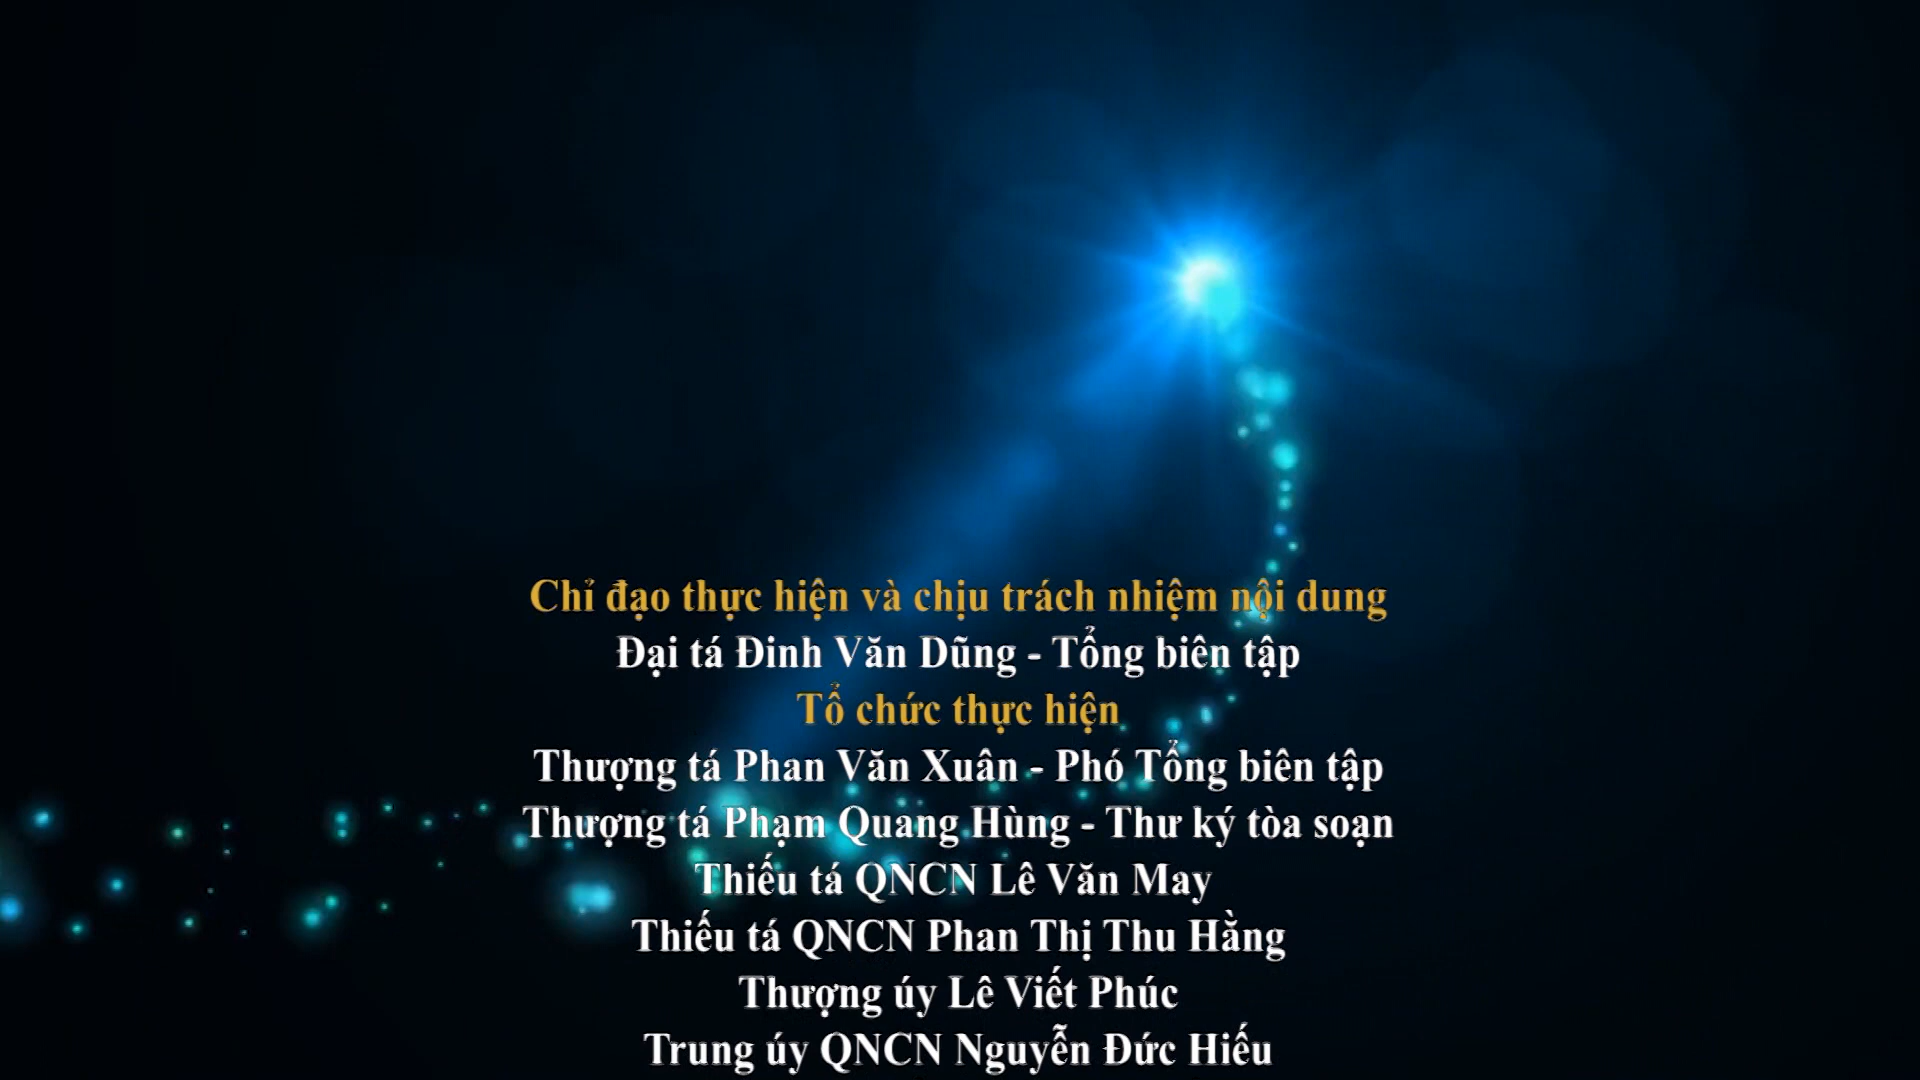 Chỉ đạo thực hiện và chịu trách nhiệm nội dung
Đại tá Đinh Văn Dũng - Tổng biên tập
Tổ chức thực hiện
Thượng tá Phan Văn Xuân - Phó Tổng biên tập
Thượng tá Phạm Quang Hùng - Thư ký tòa soạn
Thiếu tá QNCN Lê Văn May
Thiếu tá QNCN Phan Thị Thu Hằng
Thượng úy Lê Viết Phúc
Trung úy QNCN Nguyễn Đức Hiếu